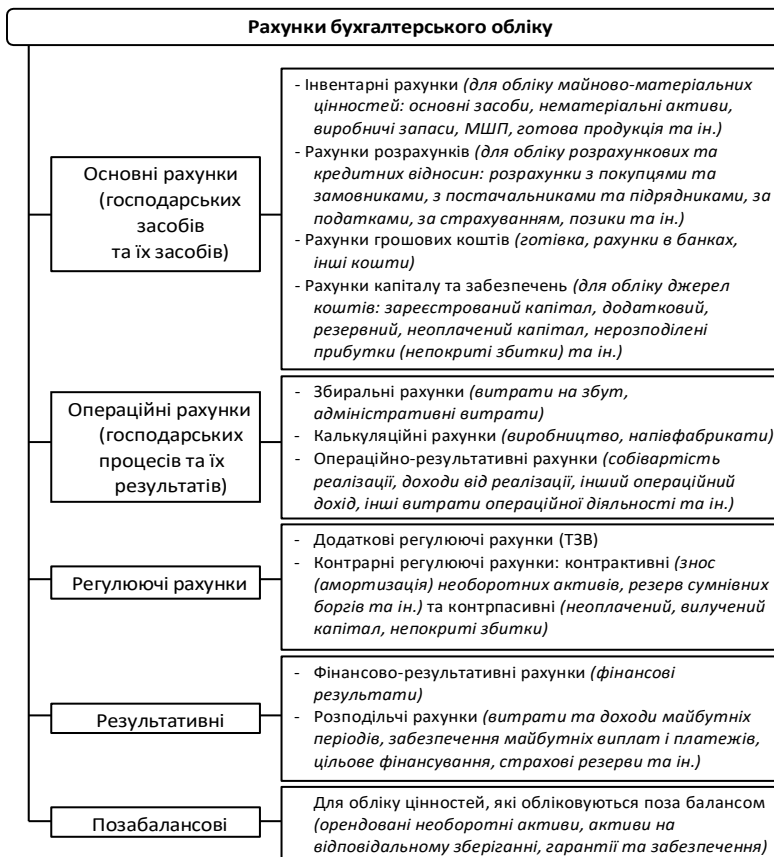 Рахунки бухгалтерського обліку
Основні рахунки
(господарських
засобів
та їх засобів)
- Інвентарні рахунки (для обліку майново-матеріальних
цінностей: основні засоби, нематеріальні активи,
виробничі запаси, МШП, готова продукція та ін.)
- Рахунки розрахунків (для обліку розрахункових та
кредитних відносин: розрахунки з покупцями та
замовниками, з постачальниками та підрядниками, за
податками, за страхуванням, позики та ін.)
- Рахунки грошових коштів (готівка, рахунки в банках,
інші кошти)
- Рахунки капіталу та забезпечень (для обліку джерел
коштів: зареєстрований капітал, додатковий,
резервний, неоплачений капітал, нерозподілені
прибутки (непокриті збитки) та ін.)
Операційні рахунки
(господарських
процесів та їх
результатів)
- Збиральні рахунки (витрати на збут,
адміністративні витрати)
- Калькуляційні рахунки (виробництво, напівфабрикати)
- Операційно-результативні рахунки (собівартість
реалізації, доходи від реалізації, інший операційний
дохід, інші витрати операційної діяльності та ін.)
Регулюючі рахунки
- Додаткові регулюючі рахунки (ТЗВ)
- Контрарні регулюючі рахунки: контрактивні (знос
(амортизація) необоротних активів, резерв сумнівних
боргів та ін.) та контрпасивні (неоплачений, вилучений
капітал, непокриті збитки)
Результативні
- Фінансово-результативні рахунки (фінансові
результати)
- Розподільчі рахунки (витрати та доходи майбутніх
періодів, забезпечення майбутніх виплат і платежів,
цільове фінансування, страхові резерви та ін.)
Позабалансові
Для обліку цінностей, які обліковуються поза балансом
(орендовані необоротні активи, активи на
відповідальному зберіганні, гарантії та забезпечення)